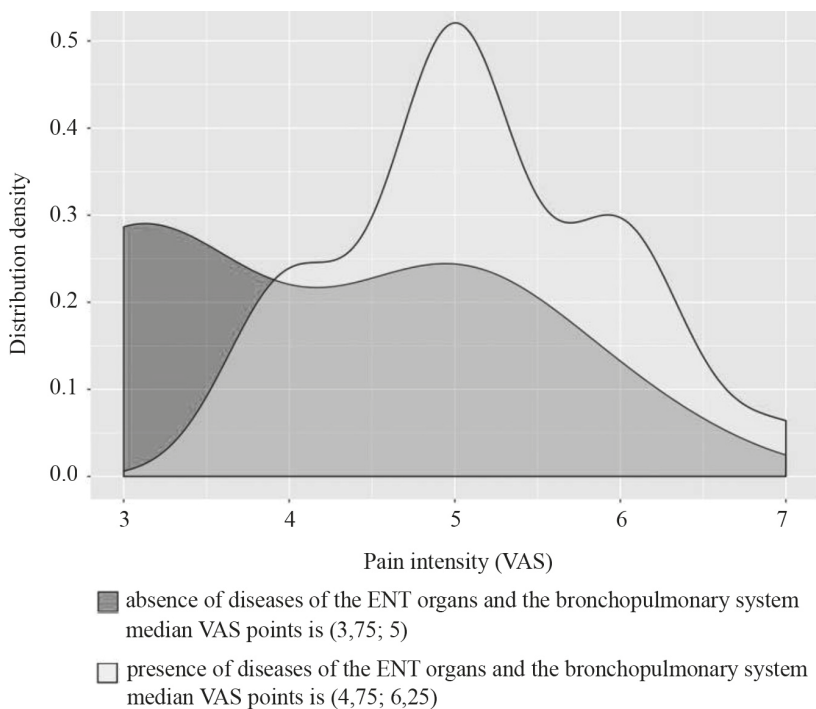 0.5
0.4
0.3
0.2
0.1
0.0
Distribution density
3 4 5 6 7
Pain intensity (VAS)
absence of diseases of the ENT organs and the bronchopulmonary system
median VAS points is (3,75; 5)
presence of diseases of the ENT organs and the bronchopulmonary system
median VAS points is (4,75; 6,25)